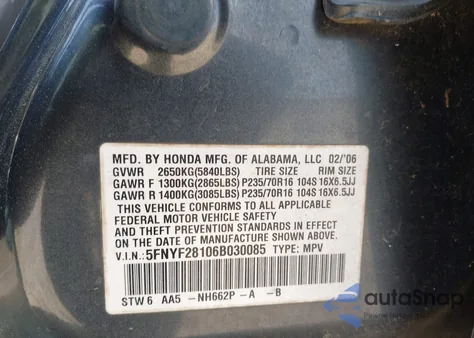 MFD. BY HONDA MFG. OF ALABAMA, LLC 02/'06
GVWR 2650KG(5840LBS) TIRE SIZE RIM SIZE
GAWR F 1300KG(2865LBS) P235/70R16 104S 16X6.5JJ
GAWR R 1400KG(3085LBS) P235/70R16 104S 16X6.5JJ
THIS VEHICLE CONFORMS TO ALL APPLICABLE
FEDERAL MOTOR VEHICLE SAFETY
AND THEFT PREVENTION STANDARDS IN EFFECT
ON THE DATE OF MANUFACTURE SHOWN ABOVE.
V.I.N.: 5FNYF28106B030085 TYPE: MPV
STW6 AA5 -NH662P -A -B
autoSnap